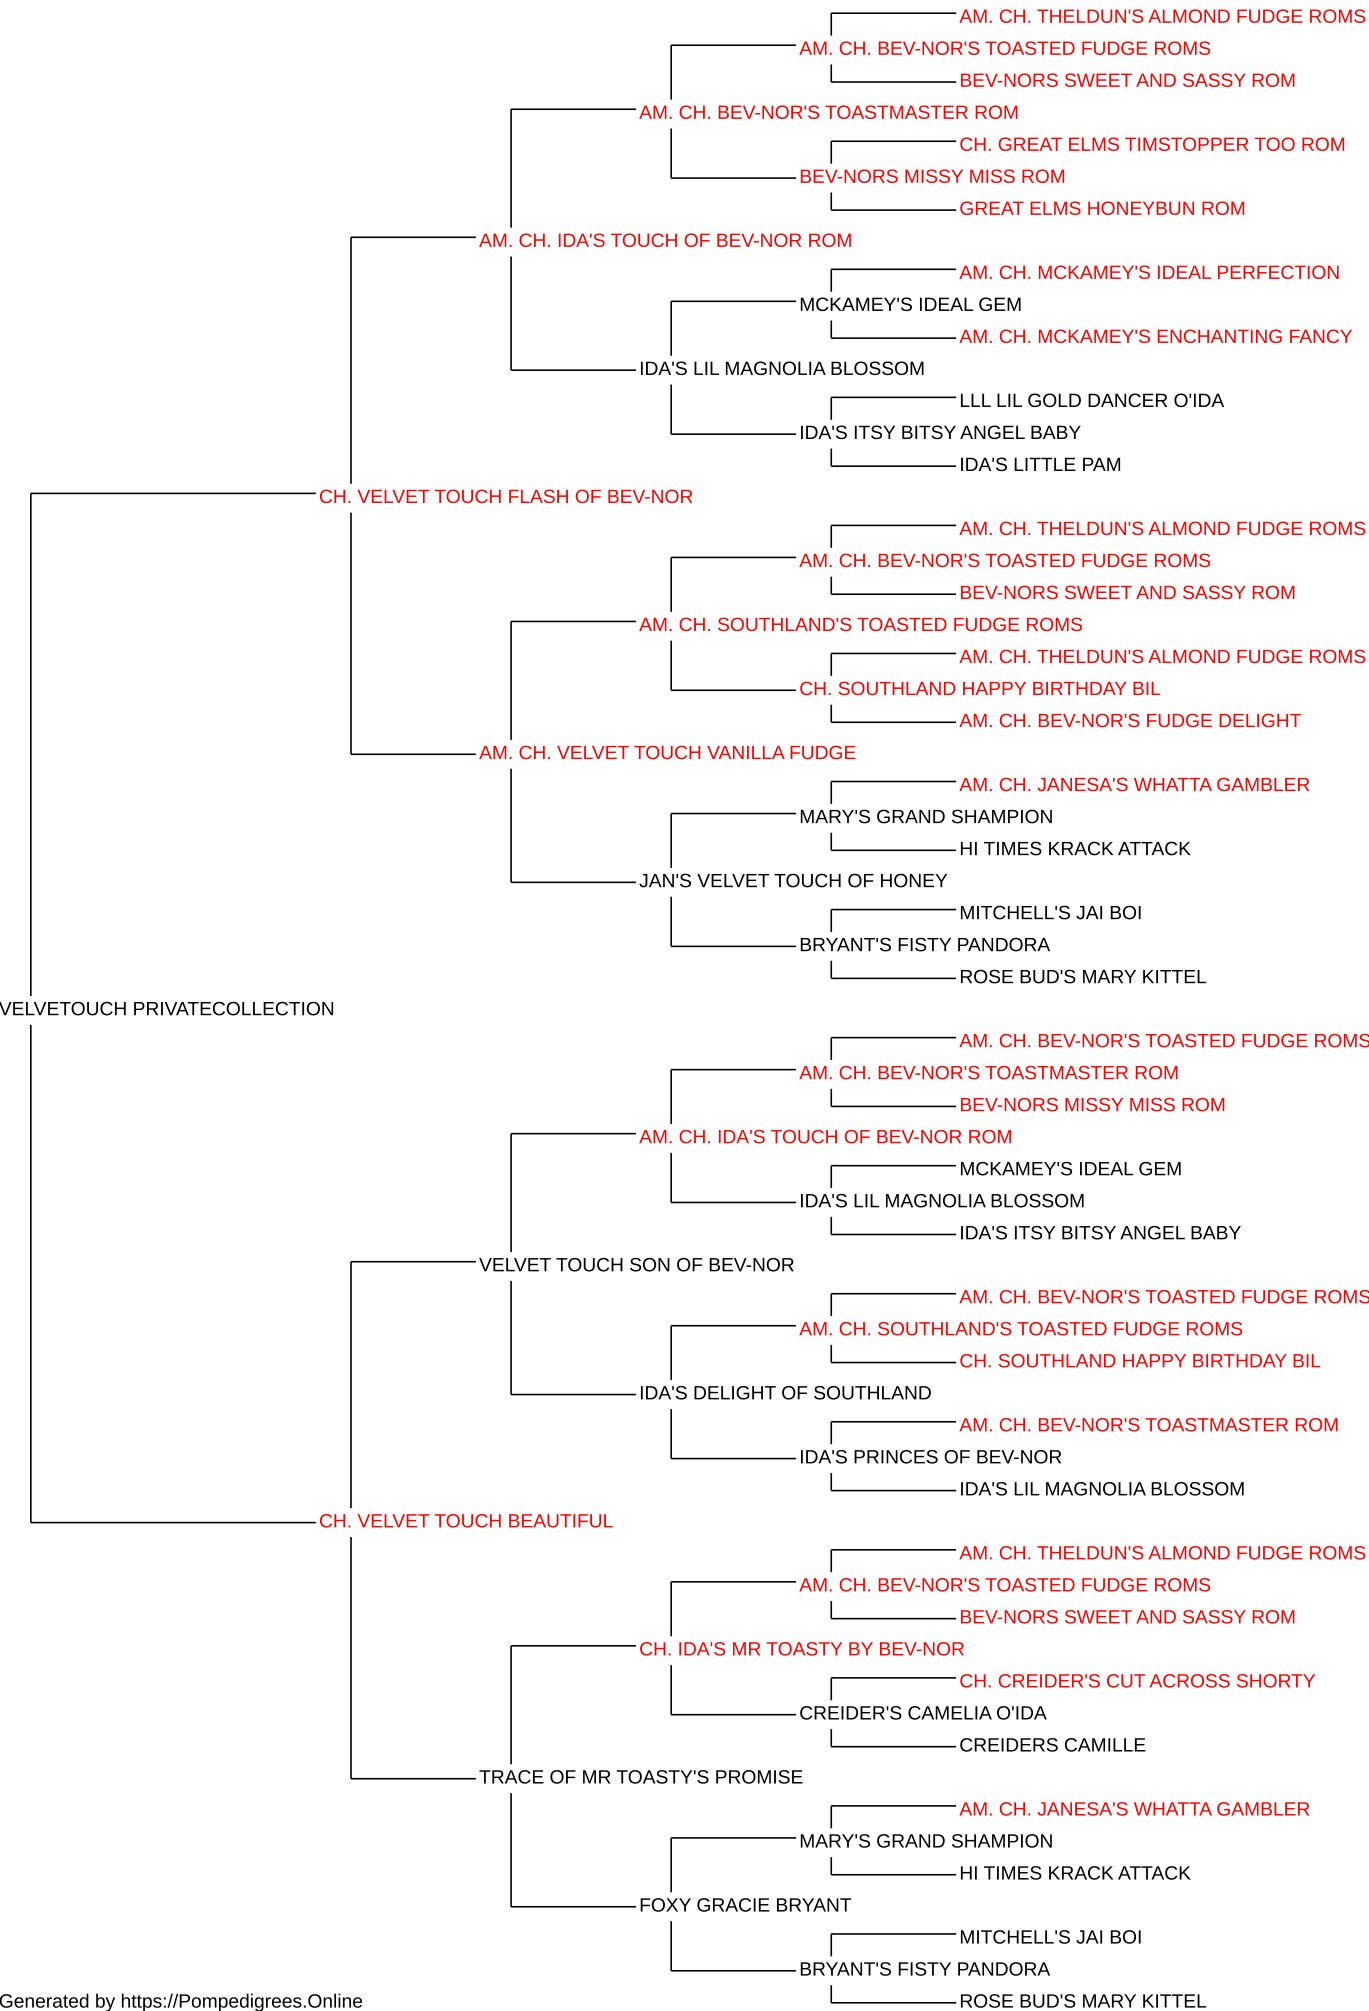 AM. CH. THELDUN'S ALMOND FUDGE ROMS
AM. CH. BEV-NOR'S TOASTED FUDGE ROMS
BEV-NORS SWEET AND SASSY ROM
AM. CH. BEV-NOR'S TOASTMASTER ROM
CH. GREAT ELMS TIMSTOPPER TOO ROM
BEV-NORS MISSY MISS ROM
GREAT ELMS HONEYBUN ROM
AM. CH. IDA'S TOUCH OF BEV-NOR ROM
AM. CH. MCKAMEY'S IDEAL PERFECTION
MCKAMEY'S IDEAL GEM
AM. CH. MCKAMEY'S ENCHANTING FANCY
IDA'S LIL MAGNOLIA BLOSSOM
LLL LIL GOLD DANCER O'IDA
IDA'S ITSY BITSY ANGEL BABY
IDA'S LITTLE PAM
CH. VELVET TOUCH FLASH OF BEV-NOR
AM. CH. THELDUN'S ALMOND FUDGE ROMS
AM. CH. BEV-NOR'S TOASTED FUDGE ROMS
BEV-NORS SWEET AND SASSY ROM
AM. CH. SOUTHLAND'S TOASTED FUDGE ROMS
AM. CH. THELDUN'S ALMOND FUDGE ROMS
CH. SOUTHLAND HAPPY BIRTHDAY BIL
AM. CH. BEV-NOR'S FUDGE DELIGHT
AM. CH. VELVET TOUCH VANILLA FUDGE
AM. CH. JANESA'S WHATTA GAMBLER
MARY'S GRAND SHAMPION
HI TIMES KRACK ATTACK
JAN'S VELVET TOUCH OF HONEY
MITCHELL'S JAI BOI
BRYANT'S FISTY PANDORA
ROSE BUD'S MARY KITTEL
VELVETOUCH PRIVATECOLLECTION
AM. CH. BEV-NOR'S TOASTED FUDGE ROMS
AM. CH. BEV-NOR'S TOASTMASTER ROM
BEV-NORS MISSY MISS ROM
AM. CH. IDA'S TOUCH OF BEV-NOR ROM
MCKAMEY'S IDEAL GEM
IDA'S LIL MAGNOLIA BLOSSOM
IDA'S ITSY BITSY ANGEL BABY
VELVET TOUCH SON OF BEV-NOR
AM. CH. BEV-NOR'S TOASTED FUDGE ROMS
AM. CH. SOUTHLAND'S TOASTED FUDGE ROMS
CH. SOUTHLAND HAPPY BIRTHDAY BIL
IDA'S DELIGHT OF SOUTHLAND
AM. CH. BEV-NOR'S TOASTMASTER ROM
IDA'S PRINCES OF BEV-NOR
IDA'S LIL MAGNOLIA BLOSSOM
CH. VELVET TOUCH BEAUTIFUL
AM. CH. THELDUN'S ALMOND FUDGE ROMS
AM. CH. BEV-NOR'S TOASTED FUDGE ROMS
BEV-NORS SWEET AND SASSY ROM
CH. IDA'S MR TOASTY BY BEV-NOR
CH. CREIDER'S CUT ACROSS SHORTY
CREIDER'S CAMELIA O'IDA
CREIDERS CAMILLE
TRACE OF MR TOASTY'S PROMISE
AM. CH. JANESA'S WHATTA GAMBLER
MARY'S GRAND SHAMPION
HI TIMES KRACK ATTACK
FOXY GRACIE BRYANT
MITCHELL'S JAI BOI
BRYANT'S FISTY PANDORA
ROSE BUD'S MARY KITTEL
Generated by https://Pompedigrees.Online